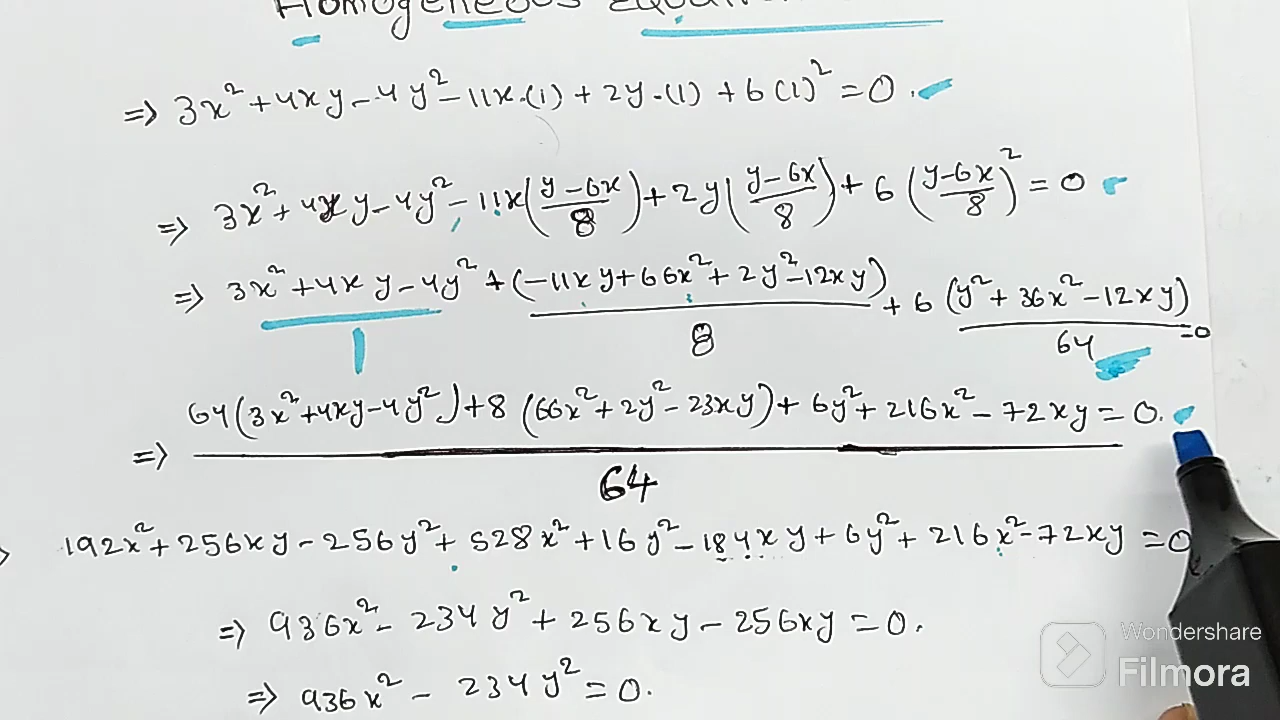 Homogeneous
=> 3x² + 4xy - 4y² - 11x·(1) + 2y·(1) + 6(1)² = 0.
=> 3x² + 4xy - 4y² - 11x((y-6x)/8) + 2y((y-6x)/8) + 6((y-6x)/8)² = 0
=> 3x² + 4xy - 4y² + (-11xy + 66x² + 2y² - 12xy)/8 + 6(y² + 36x² - 12xy)/64 = 0
=> 64(3x² + 4xy - 4y²) + 8(66x² + 2y² - 23xy) + 6y² + 216x² - 72xy = 0.
64
192x² + 256xy - 256y² + 528x² + 16y² - 184xy + 6y² + 216x² - 72xy = 0
=> 936x² - 234y² + 256xy - 256xy = 0.
=> 936x² - 234y² = 0.
Wondershare
Filmora